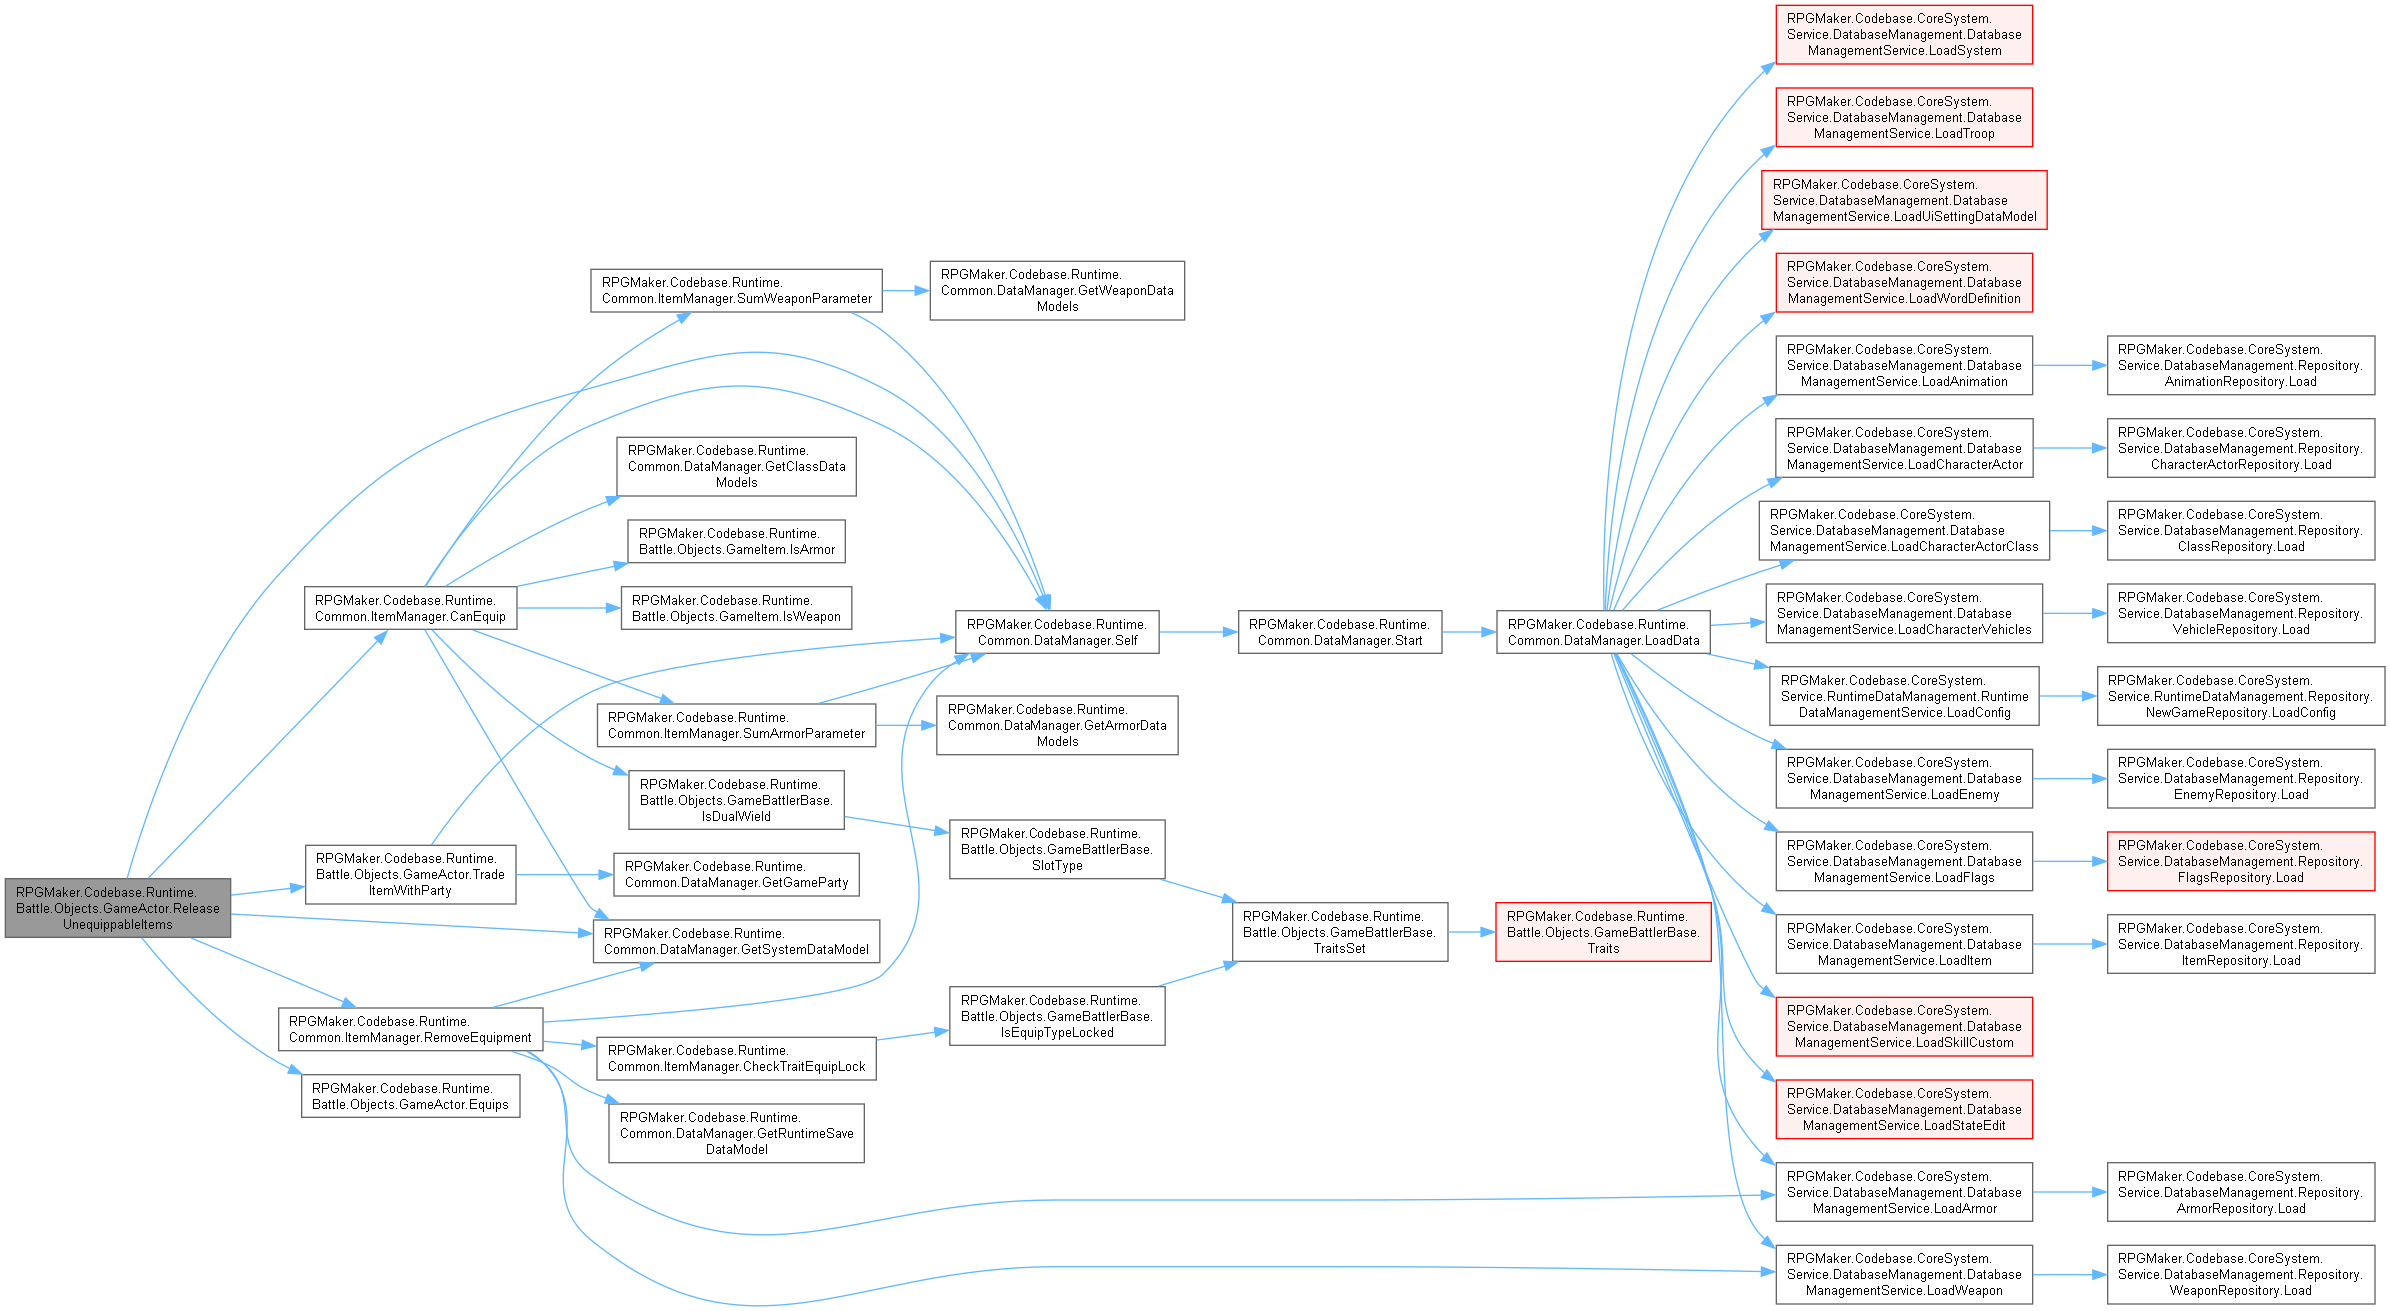 RPGMaker.Codebase.Runtime.
Battle.Objects.GameActor.Release
UnequippableItems
RPGMaker.Codebase.Runtime.
Common.ItemManager.CanEquip
RPGMaker.Codebase.Runtime.
Battle.Objects.GameActor.Trade
ItemWithParty
RPGMaker.Codebase.Runtime.
Common.ItemManager.RemoveEquipment
RPGMaker.Codebase.Runtime.
Battle.Objects.GameActor.Equips
RPGMaker.Codebase.Runtime.
Common.ItemManager.SumWeaponParameter
RPGMaker.Codebase.Runtime.
Common.DataManager.GetClassData
Models
RPGMaker.Codebase.Runtime.
Battle.Objects.GameItem.IsArmor
RPGMaker.Codebase.Runtime.
Battle.Objects.GameItem.IsWeapon
RPGMaker.Codebase.Runtime.
Common.ItemManager.SumArmorParameter
RPGMaker.Codebase.Runtime.
Battle.Objects.GameBattlerBase.
IsDualWield
RPGMaker.Codebase.Runtime.
Common.DataManager.GetGameParty
RPGMaker.Codebase.Runtime.
Common.DataManager.GetSystemDataModel
RPGMaker.Codebase.Runtime.
Common.ItemManager.CheckTraitEquipLock
RPGMaker.Codebase.Runtime.
Common.DataManager.GetRuntimeSave
DataModel
RPGMaker.Codebase.Runtime.
Common.DataManager.GetWeaponData
Models
RPGMaker.Codebase.Runtime.
Common.DataManager.Self
RPGMaker.Codebase.Runtime.
Common.DataManager.GetArmorData
Models
RPGMaker.Codebase.Runtime.
Battle.Objects.GameBattlerBase.
SlotType
RPGMaker.Codebase.Runtime.
Battle.Objects.GameBattlerBase.
IsEquipTypeLocked
RPGMaker.Codebase.Runtime.
Common.DataManager.Start
RPGMaker.Codebase.Runtime.
Battle.Objects.GameBattlerBase.
TraitsSet
RPGMaker.Codebase.Runtime.
Common.DataManager.LoadData
RPGMaker.Codebase.Runtime.
Battle.Objects.GameBattlerBase.
Traits
RPGMaker.Codebase.CoreSystem.
Service.DatabaseManagement.Database
ManagementService.LoadSystem
RPGMaker.Codebase.CoreSystem.
Service.DatabaseManagement.Database
ManagementService.LoadTroop
RPGMaker.Codebase.CoreSystem.
Service.DatabaseManagement.Database
ManagementService.LoadUiSettingDataModel
RPGMaker.Codebase.CoreSystem.
Service.DatabaseManagement.Database
ManagementService.LoadWordDefinition
RPGMaker.Codebase.CoreSystem.
Service.DatabaseManagement.Database
ManagementService.LoadAnimation
RPGMaker.Codebase.CoreSystem.
Service.DatabaseManagement.Database
ManagementService.LoadCharacterActor
RPGMaker.Codebase.CoreSystem.
Service.DatabaseManagement.Database
ManagementService.LoadCharacterActorClass
RPGMaker.Codebase.CoreSystem.
Service.DatabaseManagement.Database
ManagementService.LoadCharacterVehicles
RPGMaker.Codebase.CoreSystem.
Service.RuntimeDataManagement.Runtime
DataManagementService.LoadConfig
RPGMaker.Codebase.CoreSystem.
Service.DatabaseManagement.Database
ManagementService.LoadEnemy
RPGMaker.Codebase.CoreSystem.
Service.DatabaseManagement.Database
ManagementService.LoadFlags
RPGMaker.Codebase.CoreSystem.
Service.DatabaseManagement.Database
ManagementService.LoadItem
RPGMaker.Codebase.CoreSystem.
Service.DatabaseManagement.Database
ManagementService.LoadSkillCustom
RPGMaker.Codebase.CoreSystem.
Service.DatabaseManagement.Database
ManagementService.LoadStateEdit
RPGMaker.Codebase.CoreSystem.
Service.DatabaseManagement.Database
ManagementService.LoadArmor
RPGMaker.Codebase.CoreSystem.
Service.DatabaseManagement.Database
ManagementService.LoadWeapon
RPGMaker.Codebase.CoreSystem.
Service.DatabaseManagement.Repository.
AnimationRepository.Load
RPGMaker.Codebase.CoreSystem.
Service.DatabaseManagement.Repository.
CharacterActorRepository.Load
RPGMaker.Codebase.CoreSystem.
Service.DatabaseManagement.Repository.
ClassRepository.Load
RPGMaker.Codebase.CoreSystem.
Service.DatabaseManagement.Repository.
VehicleRepository.Load
RPGMaker.Codebase.CoreSystem.
Service.RuntimeDataManagement.Repository.
NewGameRepository.LoadConfig
RPGMaker.Codebase.CoreSystem.
Service.DatabaseManagement.Repository.
EnemyRepository.Load
RPGMaker.Codebase.CoreSystem.
Service.DatabaseManagement.Repository.
FlagsRepository.Load
RPGMaker.Codebase.CoreSystem.
Service.DatabaseManagement.Repository.
ItemRepository.Load
RPGMaker.Codebase.CoreSystem.
Service.DatabaseManagement.Repository.
ArmorRepository.Load
RPGMaker.Codebase.CoreSystem.
Service.DatabaseManagement.Repository.
WeaponRepository.Load